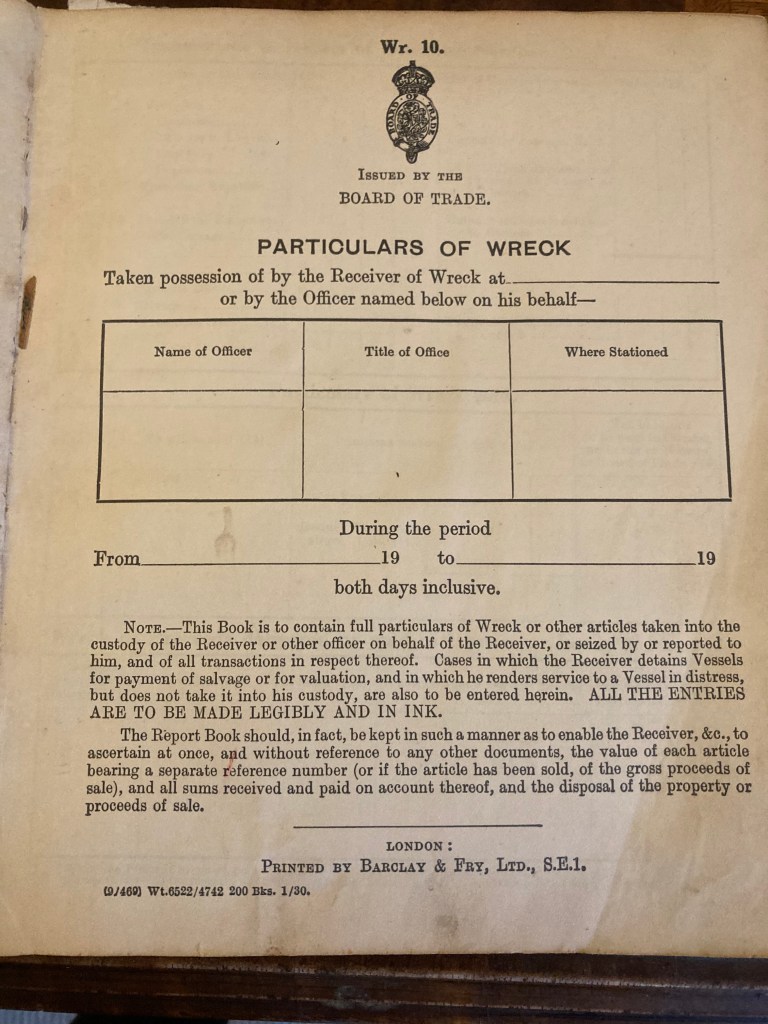 Wr. 10.
BOARD OF TRADE
ISSUED BY THE
BOARD OF TRADE.
PARTICULARS OF WRECK
Taken possession of by the Receiver of Wreck at
or by the Officer named below on his behalf—
Name of Officer
Title of Office
Where Stationed
During the period
From 19 to 19
both days inclusive.
NOTE.—This Book is to contain full particulars of Wreck or other articles taken into the
custody of the Receiver or other officer on behalf of the Receiver, or seized by or reported to
him, and of all transactions in respect thereof. Cases in which the Receiver detains Vessels
for payment of salvage or for valuation, and in which he renders service to a Vessel in distress,
but does not take it into his custody, are also to be entered herein. ALL THE ENTRIES
ARE TO BE MADE LEGIBLY AND IN INK.
The Report Book should, in fact, be kept in such a manner as to enable the Receiver, &c., to
ascertain at once, and without reference to any other documents, the value of each article
bearing a separate reference number (or if the article has been sold, of the gross proceeds of
sale), and all sums received and paid on account thereof, and the disposal of the property or
proceeds of sale.
LONDON:
PRINTED BY BARCLAY & FRY, LTD., S.E.1.
(9/469) Wt.6522/4742 200 Bks. 1/30.